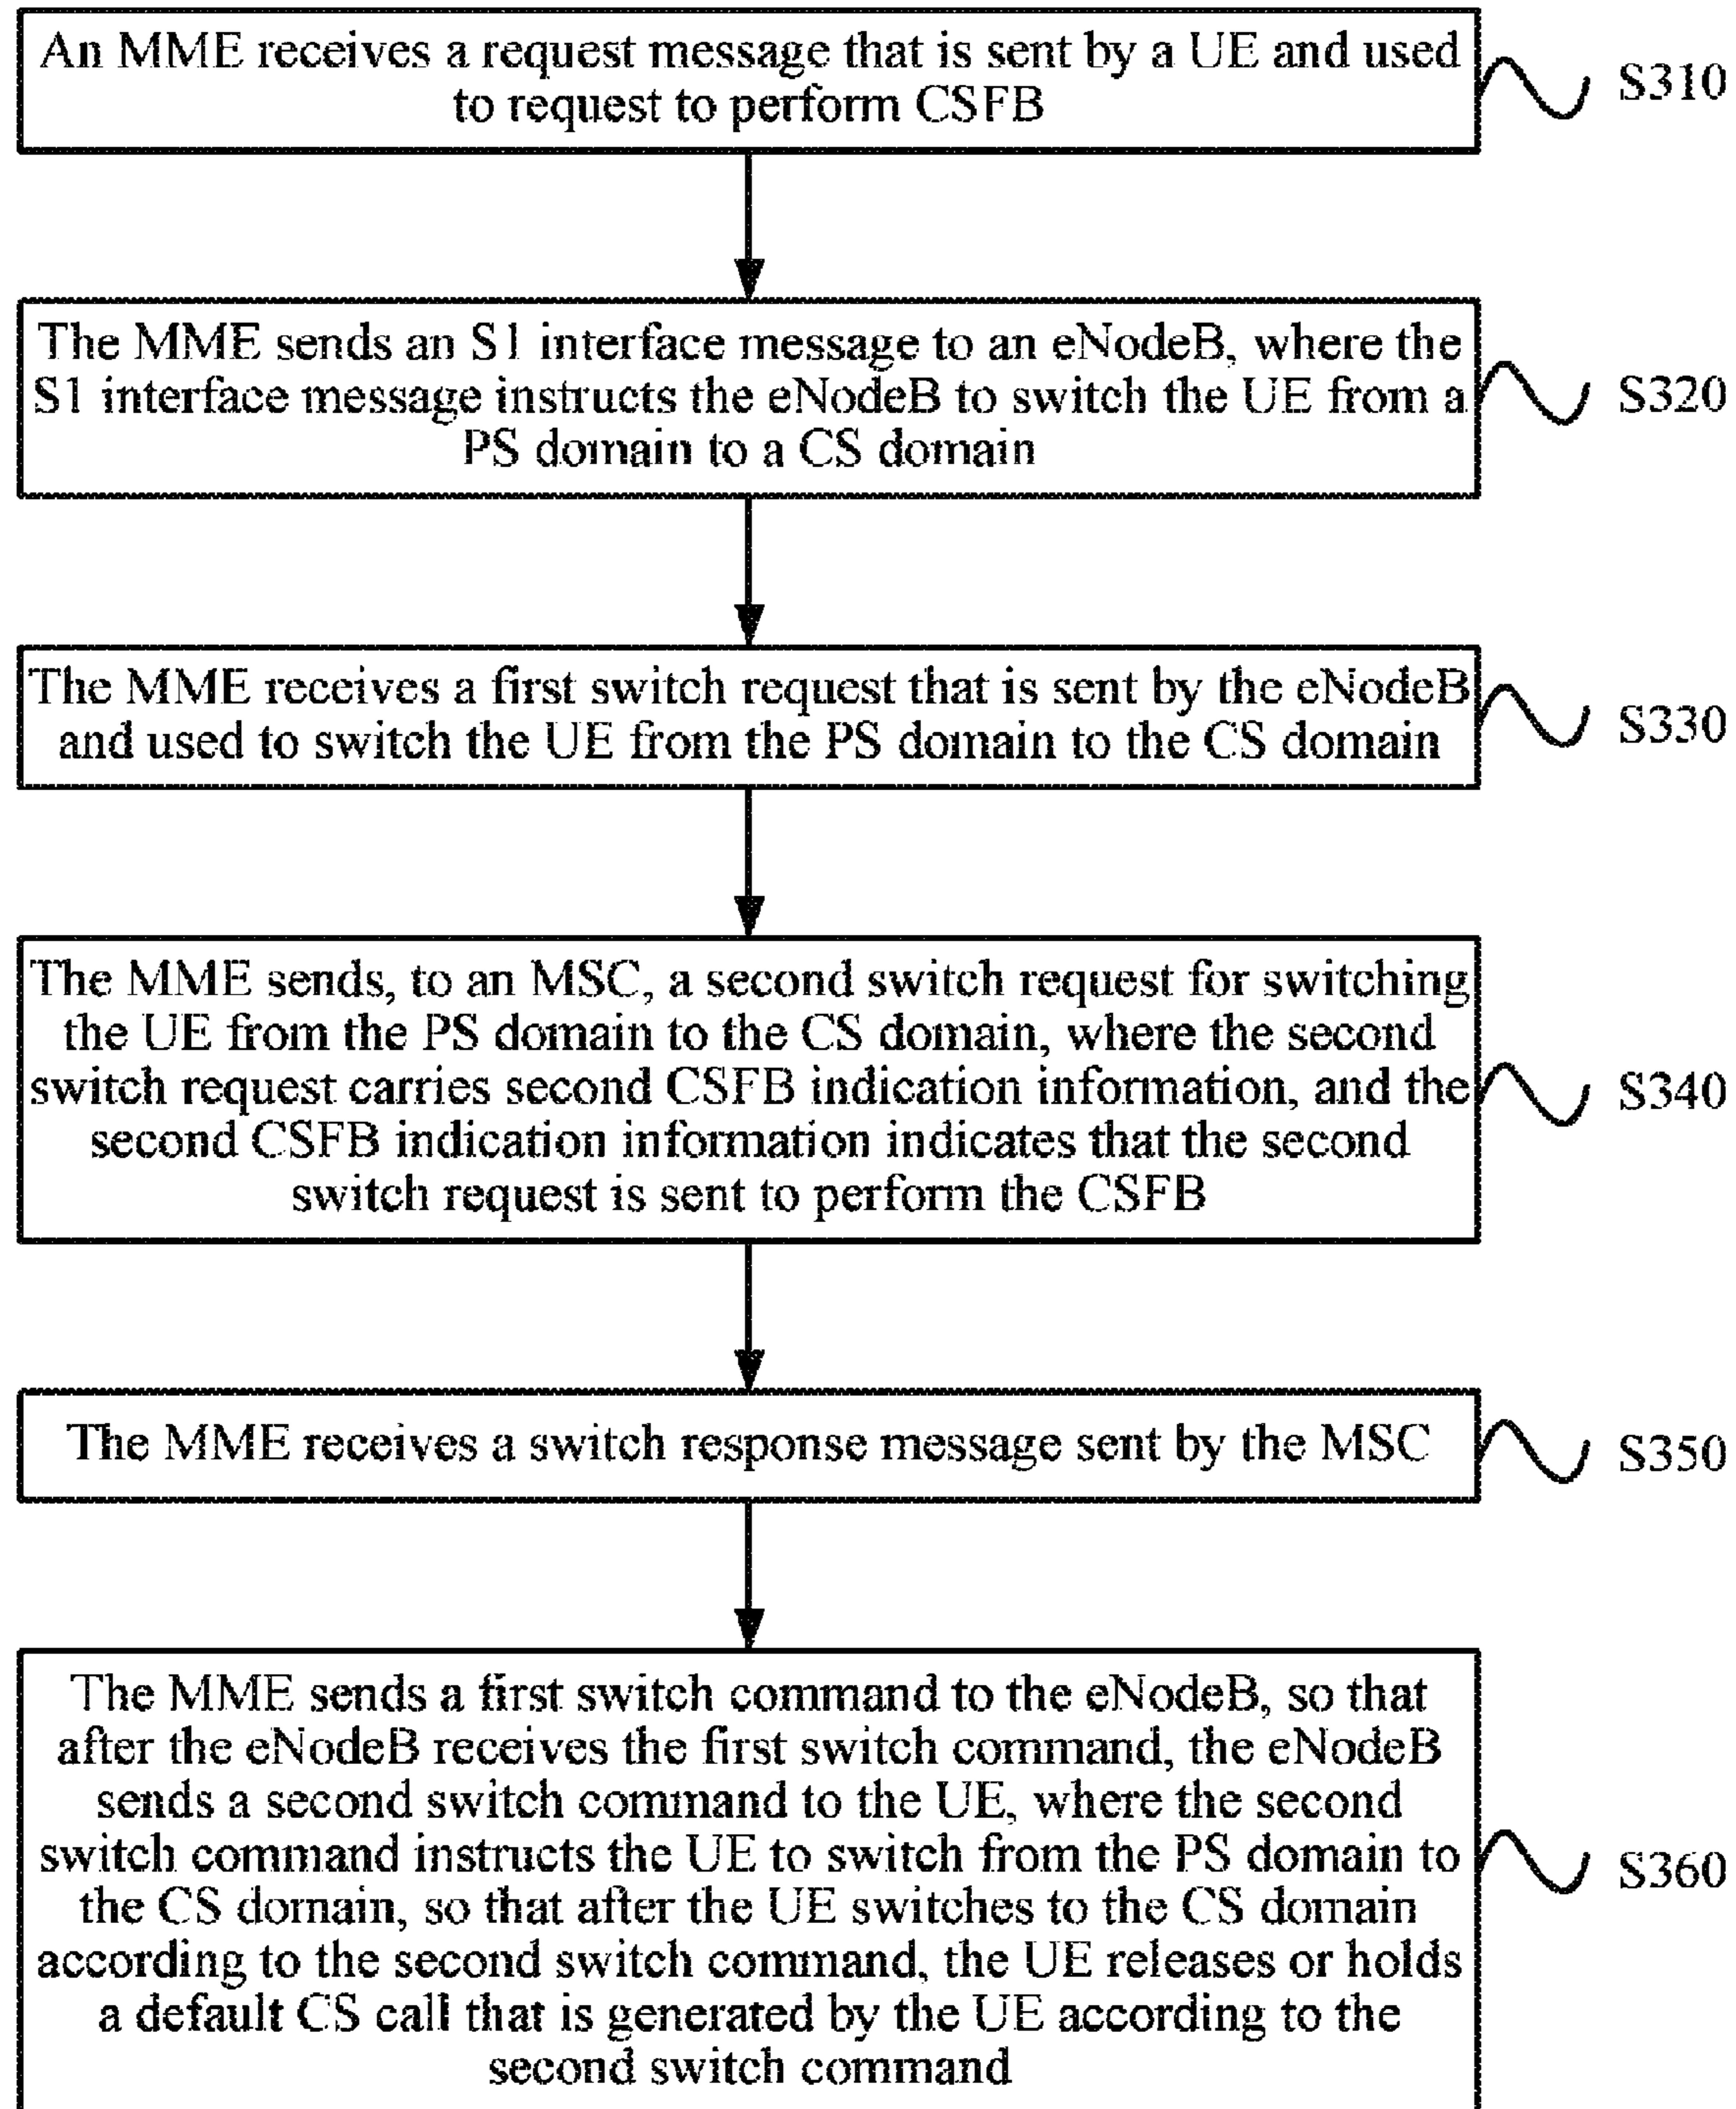 An MME receives a request message that is sent by a UE and used
to request to perform CSFB
S310
The MME sends an S1 interface message to an eNodeB, where the
S1 interface message instructs the eNodeB to switch the UE from a
PS domain to a CS domain
S320
The MME receives a first switch request that is sent by the eNodeB
and used to switch the UE from the PS domain to the CS domain
S330
The MME sends, to an MSC, a second switch request for switching
the UE from the PS domain to the CS domain, where the second
switch request carries second CSFB indication information, and the
second CSFB indication information indicates that the second
switch request is sent to perform the CSFB
S340
The MME receives a switch response message sent by the MSC
S350
The MME sends a first switch command to the eNodeB, so that
after the eNodeB receives the first switch command, the eNodeB
sends a second switch command to the UE, where the second
switch command instructs the UE to switch from the PS domain to
the CS domain, so that after the UE switches to the CS domain
according to the second switch command, the UE releases or holds
a default CS call that is generated by the UE according to the
second switch command
S360